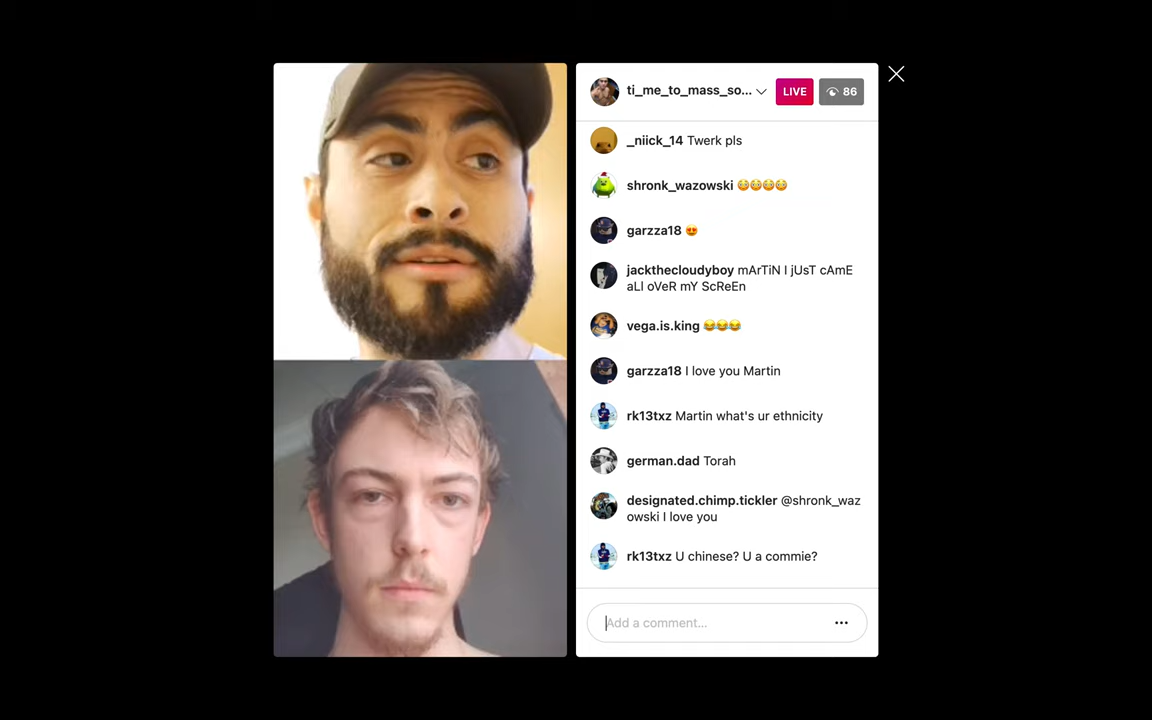 ti_me_to_mass_so... LIVE 86
_niick_14 Twerk pls
shronk_wazowski 😳😳😳😳
garzza18 😍
jackthecloudyboy mArTiN I jUsT cAmE
aLl oVeR mY ScReEn
vega.is.king 😂😂😂
garzza18 I love you Martin
rk13txz Martin what's ur ethnicity
german.dad Torah
designated.chimp.tickler @shronk_waz
owski I love you
rk13txz U chinese? U a commie?
Add a comment...